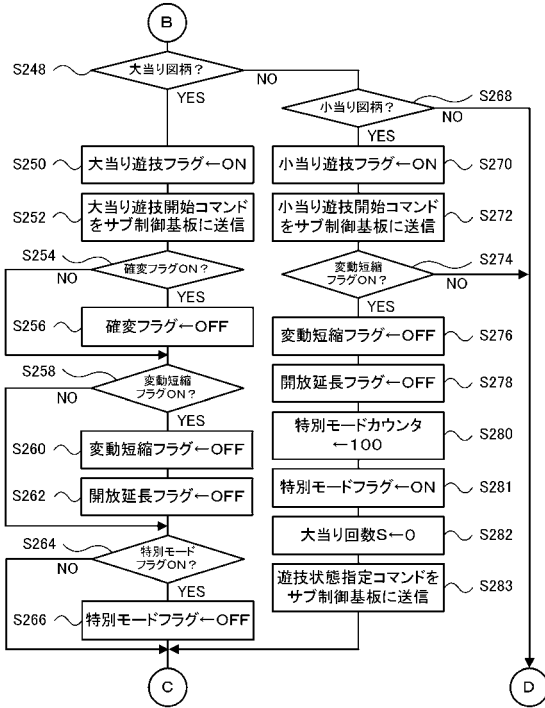 B
S248
大当り図柄？
NO
YES
S250
大当り遊技フラグ←ON
S252
大当り遊技開始コマンド
をサブ制御基板に送信
S254
確変フラグON？
NO
YES
S256
確変フラグ←OFF
S258
変動短縮
フラグON？
NO
YES
S260
変動短縮フラグ←OFF
S262
開放延長フラグ←OFF
S264
特別モード
フラグON？
NO
YES
S266
特別モードフラグ←OFF
C
小当り図柄？
S268
NO
YES
小当り遊技フラグ←ON
S270
小当り遊技開始コマンド
をサブ制御基板に送信
S272
変動短縮
フラグON？
S274
NO
YES
変動短縮フラグ←OFF
S276
開放延長フラグ←OFF
S278
特別モードカウンタ
←100
S280
特別モードフラグ←ON
S281
大当り回数S←0
S282
遊技状態指定コマンドを
サブ制御基板に送信
S283
D